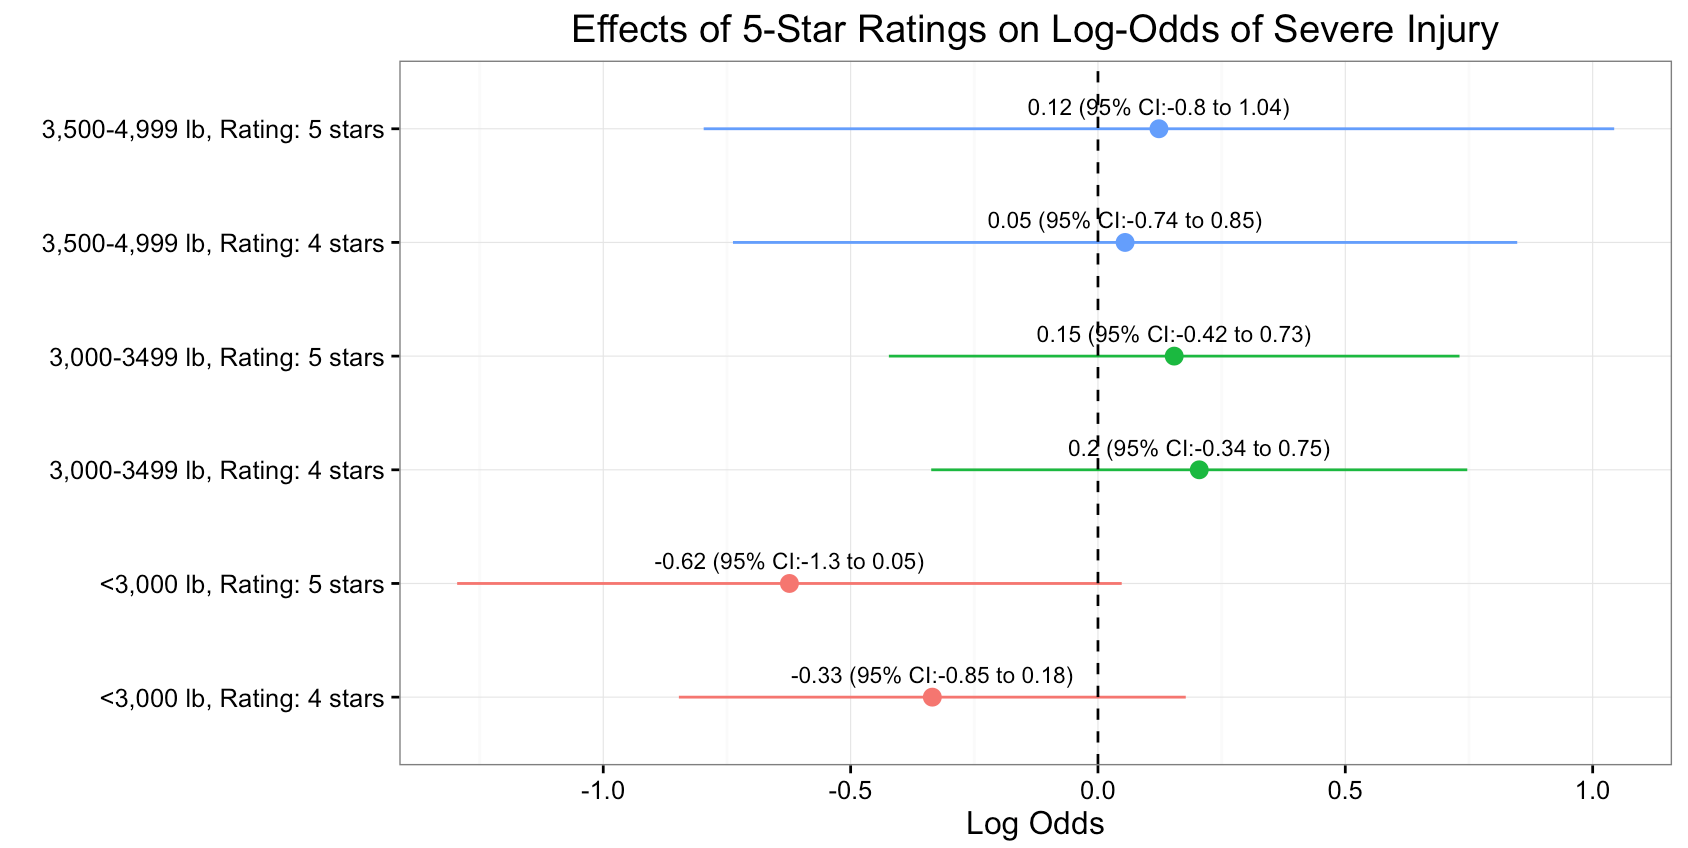 Effects of 5-Star Ratings on Log-Odds of Severe Injury
0.12 (95% CI:-0.8 to 1.04)
3,500-4,999 lb, Rating: 5 stars
0.05 (95% CI:-0.74 to 0.85)
3,500-4,999 lb, Rating: 4 stars
0.15 (95% CI:-0.42 to 0.73)
3,000-3499 lb, Rating: 5 stars
0.2 (95% CI:-0.34 to 0.75)
3,000-3499 lb, Rating: 4 stars
-0.62 (95% CI:-1.3 to 0.05)
<3,000 lb, Rating: 5 stars
-0.33 (95% CI:-0.85 to 0.18)
<3,000 lb, Rating: 4 stars
-1.0 -0.5 0.0 0.5 1.0
Log Odds